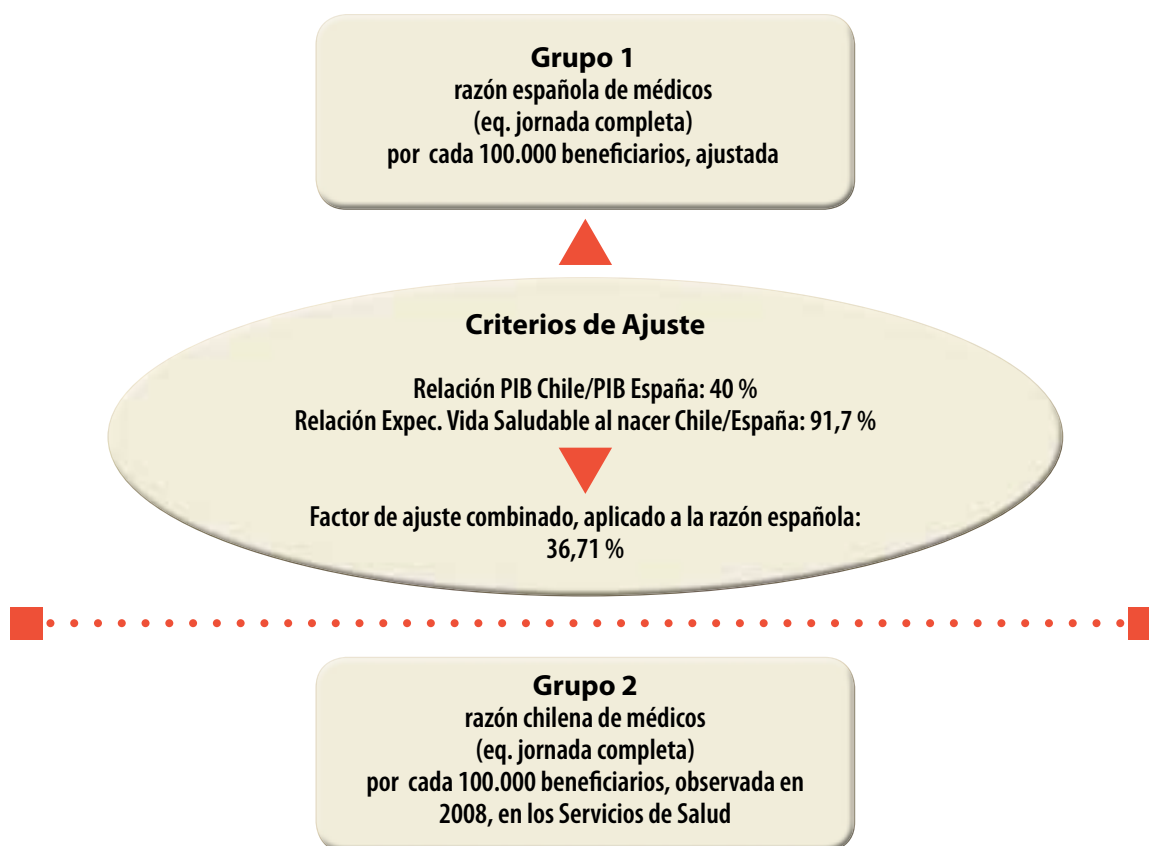 Grupo 1
razón española de médicos
(eq. jornada completa)
por cada 100.000 beneficiarios, ajustada
Criterios de Ajuste
Relación PIB Chile/PIB España: 40 %
Relación Expec. Vida Saludable al nacer Chile/España: 91,7 %
Factor de ajuste combinado, aplicado a la razón española:
36,71 %
Grupo 2
razón chilena de médicos
(eq. jornada completa)
por cada 100.000 beneficiarios, observada en
2008, en los Servicios de Salud